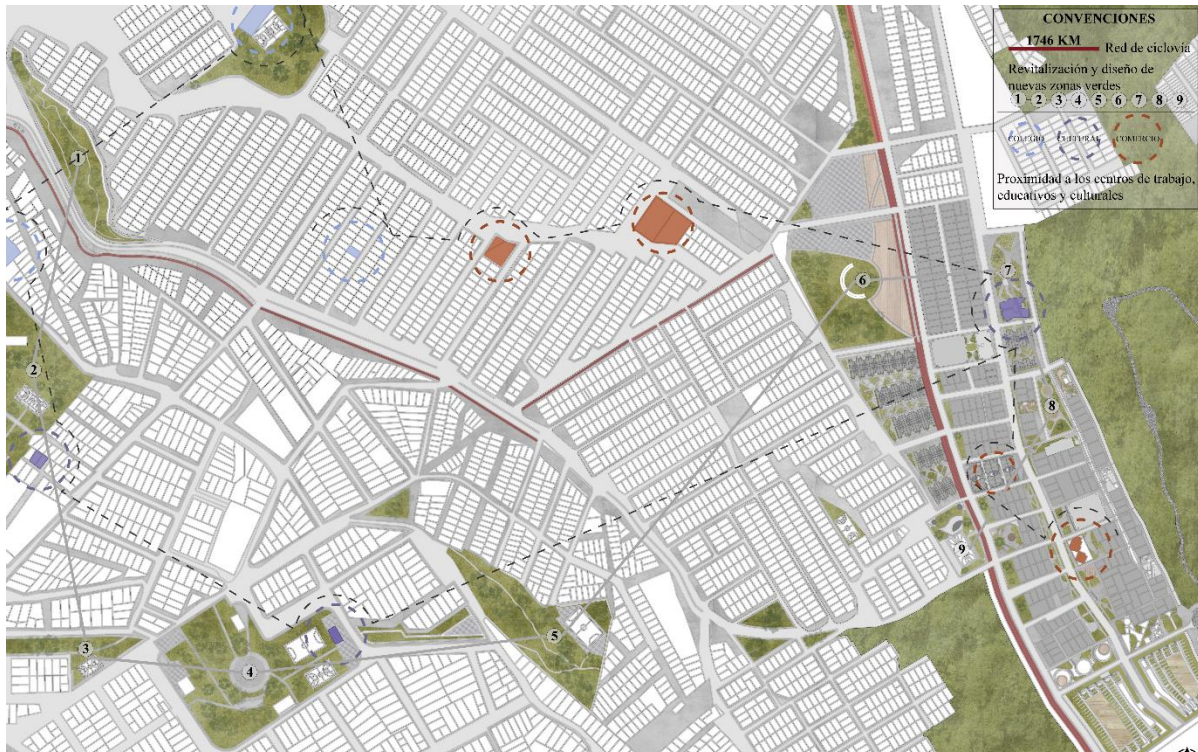 CONVENCIONES
1746 KM Red de ciclovía
Revitalización y diseño de
nuevas zonas verdes
1 2 3 4 5 6 7 8 9
COLEGIO CULTURAL COMERCIO
Proximidad a los centros de trabajo,
educativos y culturales
1
6
7
2
8
9
5
3
4